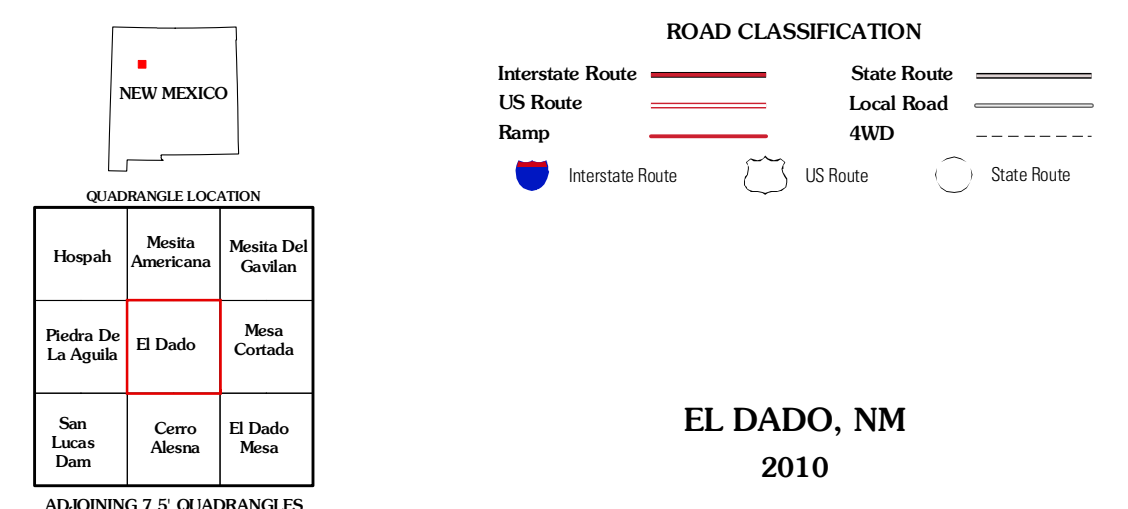 NEW MEXICO
QUADRANGLE LOCATION
Hospah
Mesita
Americana
Mesita Del
Gavilan
Piedra De
La Aguila
El Dado
Mesa
Cortada
San
Lucas
Dam
Cerro
Alesna
El Dado
Mesa
ADJOINING 7.5' QUADRANGLES
ROAD CLASSIFICATION
Interstate Route
State Route
US Route
Local Road
Ramp
4WD
Interstate Route
US Route
State Route
EL DADO, NM
2010